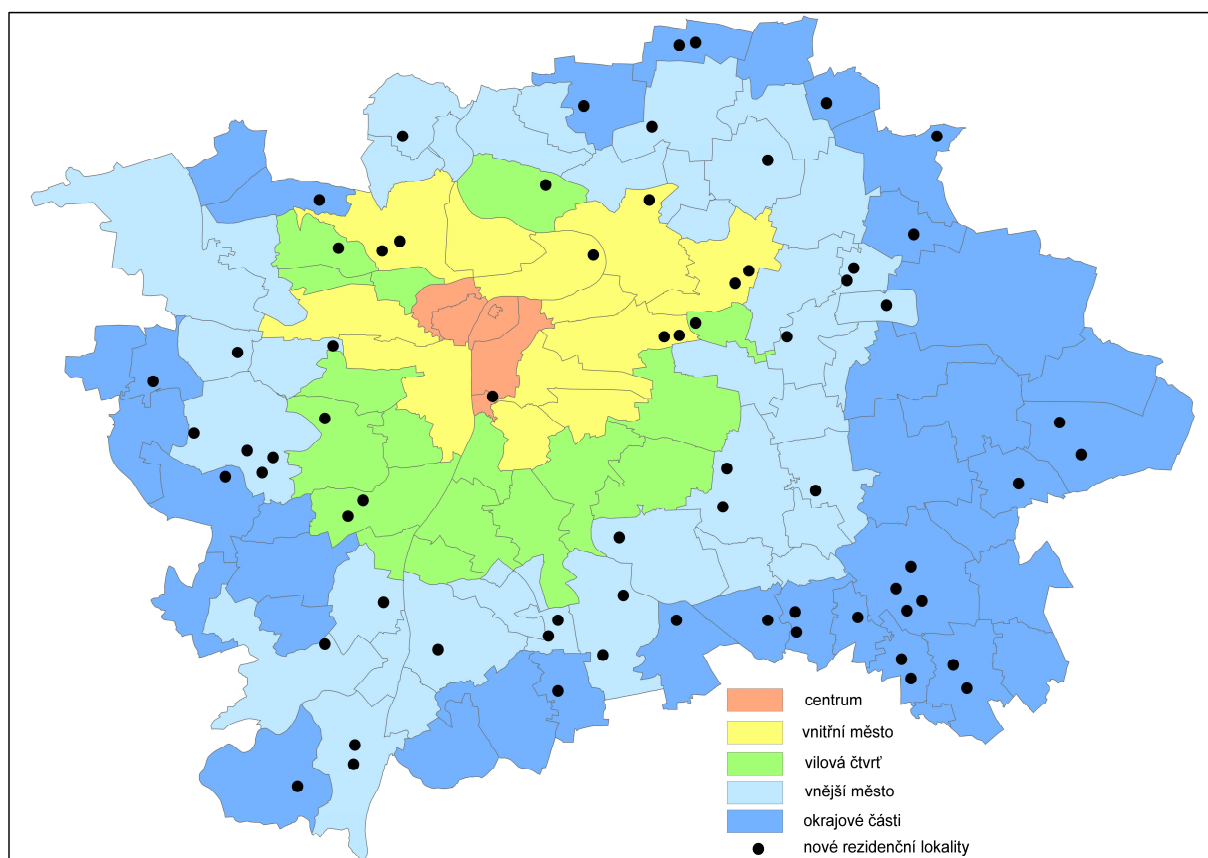 centrum
vnitřní město
vilová čtvrť
vnější město
okrajové části
nové rezidenční lokality